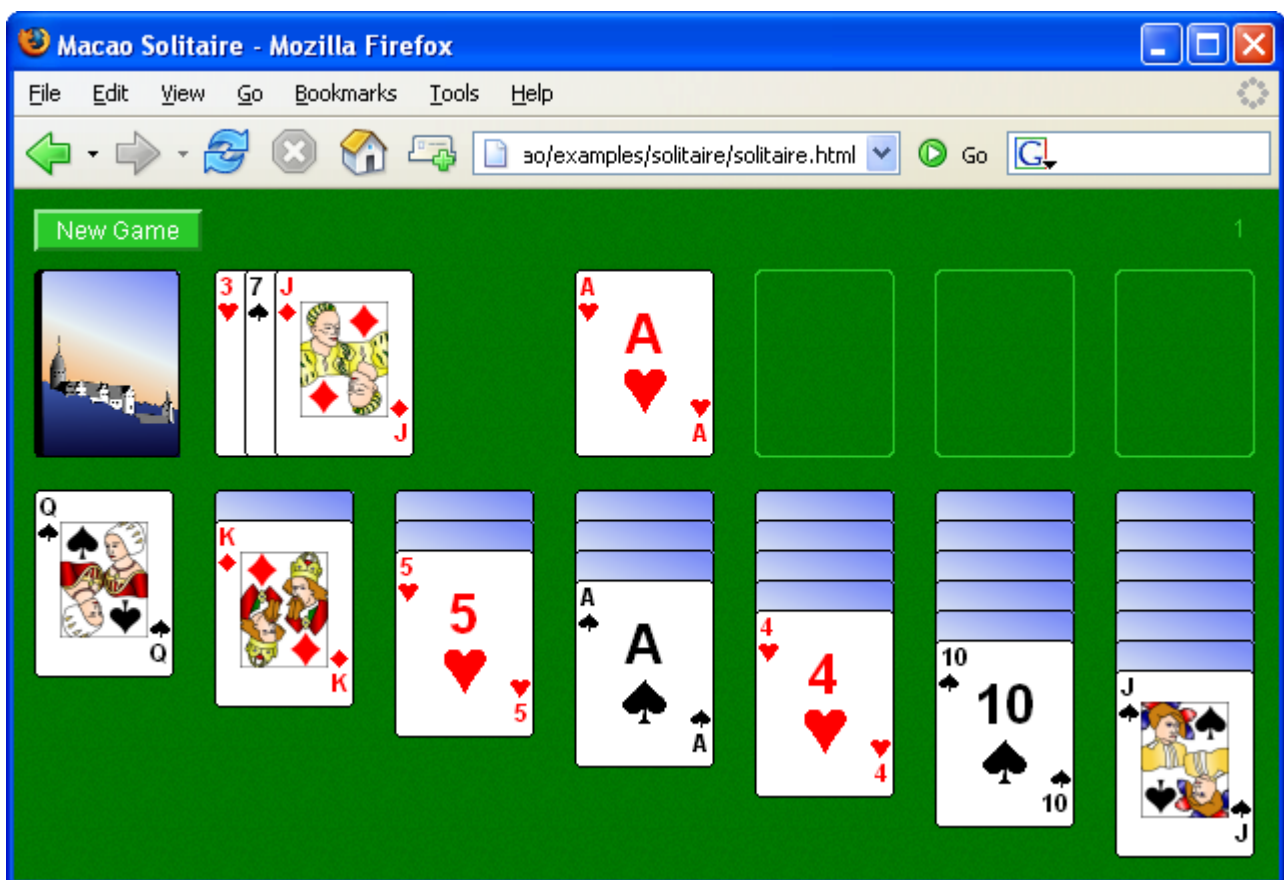 Macao Solitaire - Mozilla Firefox
File Edit View Go Bookmarks Tools Help
ao/examples/solitaire/solitaire.html Go G
New Game 1
3 7 J A
A
J A
Q K 5 A 4 10 J
5 A 4 10
Q K 5 A 4 10 J